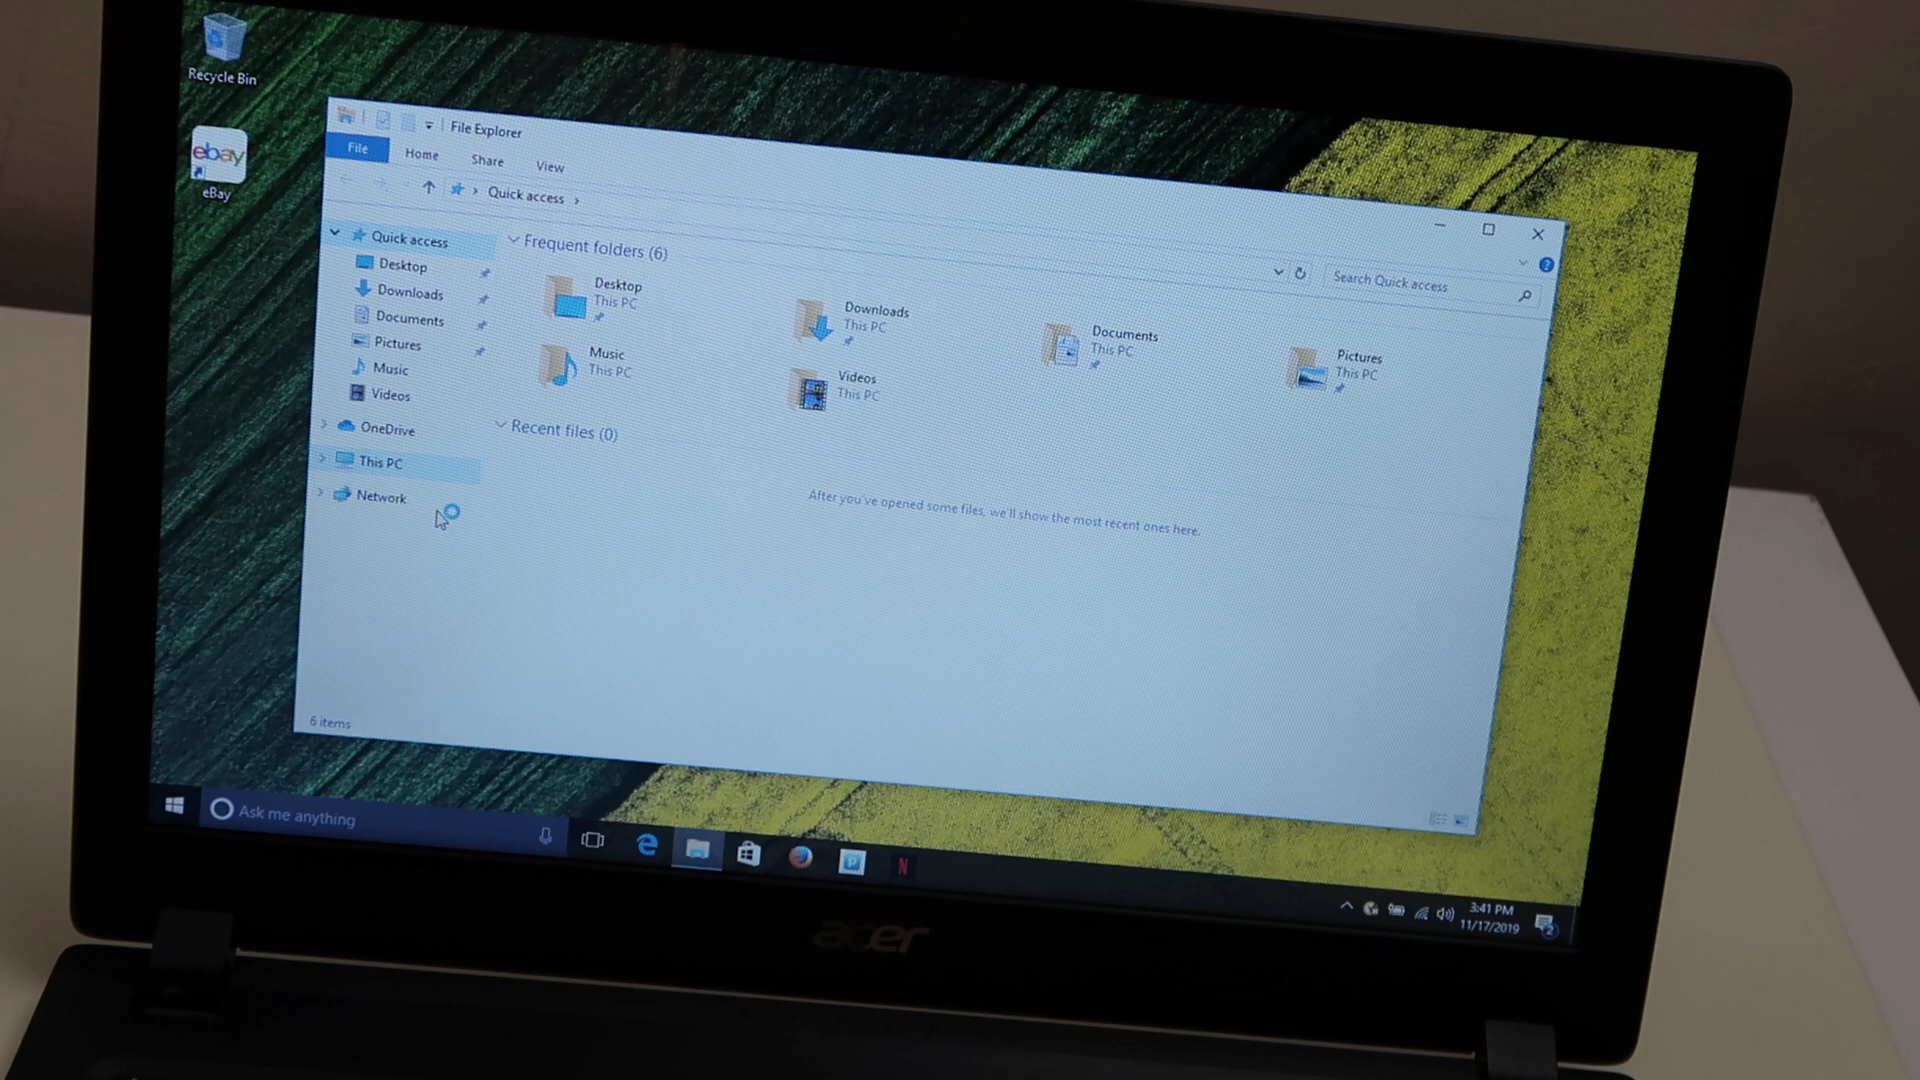 Recycle Bin
ebay
eBay
File Explorer
File
Home
Share
View
Quick access
Search Quick access
Quick access
Desktop
Downloads
Documents
Pictures
Music
Videos
OneDrive
This PC
Network
Frequent folders (6)
Desktop
This PC
Downloads
This PC
Documents
This PC
Pictures
This PC
Music
This PC
Videos
This PC
Recent files (0)
After you've opened some files, we'll show the most recent ones here.
6 items
Ask me anything
N
3:41 PM
11/17/2019
2
acer